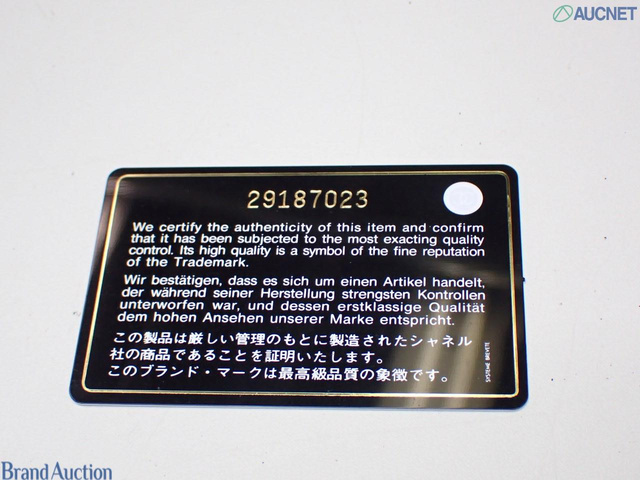 AUCNET
29187023
We certify the authenticity of this item and confirm
that it has been subjected to the most exacting quality
control. Its high quality is a symbol of the fine reputation
of the Trademark.
Wir bestätigen, dass es sich um einen Artikel handelt,
der während seiner Herstellung strengsten Kontrollen
unterworfen war, und dessen erstklassige Qualität
dem hohen Ansehen unserer Marke entspricht.
この製品は厳しい管理のもとに製造されたシャネル
社の商品であることを証明いたします。
このブランド・マークは最高級品質の象徴です。
SYSTEME BREVETE
Brand Auction